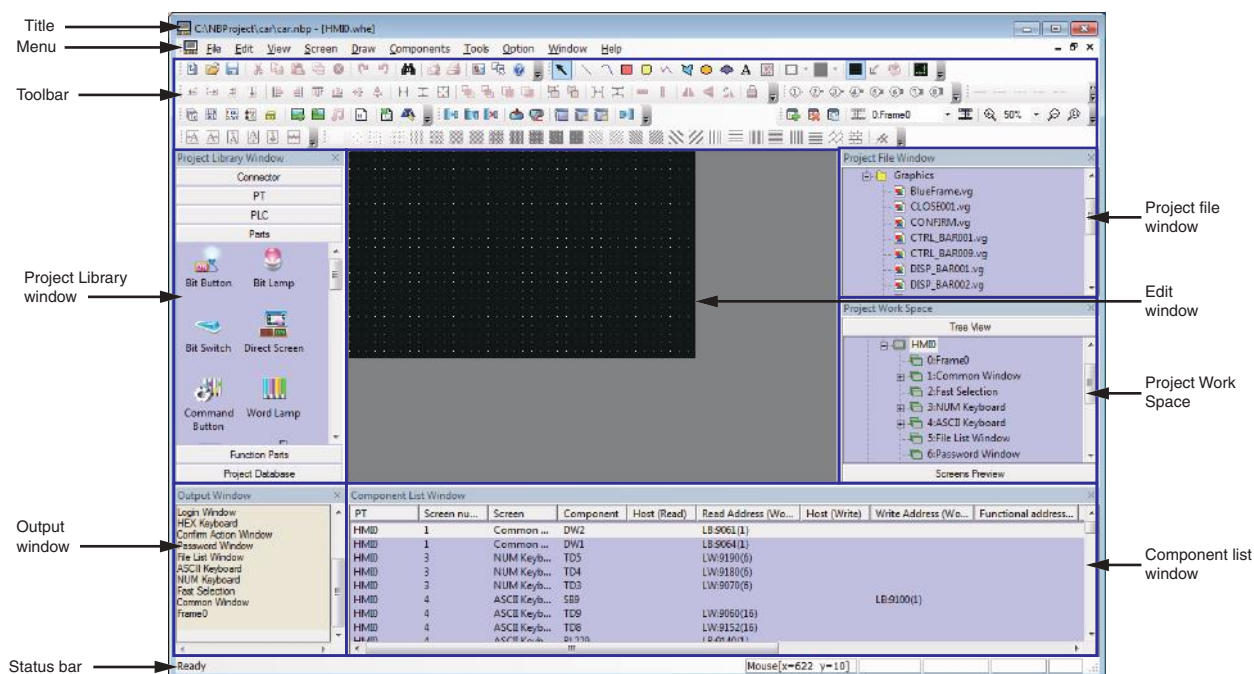 Title
C:\NBProject\car\car.nbp - [HMI0.whe]
Menu
File Edit View Screen Draw Components Tools Option Window Help
Toolbar
0:Frame0
50%
Project Library Window
Connector
PT
PLC
Parts
Bit Button
Bit Lamp
Bit Switch
Direct Screen
Command Button
Word Lamp
Function Parts
Project Database
Project Library window
Project File Window
Graphics
BlueFrame.vg
CLOSE001.vg
CONFIRM.vg
CTRL_BAR001.vg
CTRL_BAR009.vg
DISP_BAR001.vg
DISP_BAR002.vg
Project file window
Edit window
Project Work Space
Tree View
HMI0
0:Frame0
1:Common Window
2:Fast Selection
3:NUM Keyboard
4:ASCII Keyboard
5:File List Window
6:Password Window
Screens Preview
Project Work Space
Output Window
Login Window
HEX Keyboard
Confirm Action Window
Password Window
File List Window
ASCII Keyboard
NUM Keyboard
Fast Selection
Common Window
Frame0
Output window
Component List Window
PT Screen nu... Screen Component Host (Read) Read Address (Wo... Host (Write) Write Address (Wo... Functional address...
HMI0 1 Common ... DW2 LB:9061(1)
HMI0 1 Common ... DW1 LB:9064(1)
HMI0 3 NUM Keyb... TD5 LW:9190(6)
HMI0 3 NUM Keyb... TD4 LW:9180(6)
HMI0 3 NUM Keyb... TD3 LW:9070(6)
HMI0 4 ASCII Keyb... SB9 LB:9100(1)
HMI0 4 ASCII Keyb... TD9 LW:9060(16)
HMI0 4 ASCII Keyb... TD8 LW:9152(16)
HMI0 4 ASCII Keyb...
Component list window
Status bar
Ready
Mouse[x=622 y=10]